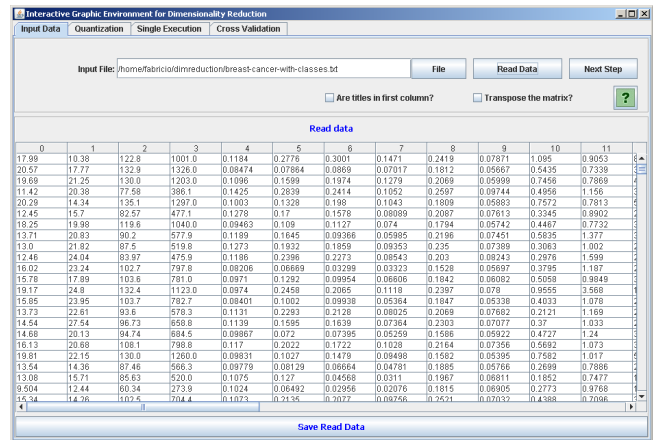 Interactive Graphic Environment for Dimensionality Reduction
Input Data Quantization Single Execution Cross Validation
Input File: /home/fabricio/dimreduction/breast-cancer-with-classes.txt File Read Data Next Step
Are titles in first column? Transpose the matrix? ?
Read data
0 1 2 3 4 5 6 7 8 9 10 11
17.99 10.38 122.8 1001.0 0.1184 0.2776 0.3001 0.1471 0.2419 0.07871 1.095 0.9053
20.57 17.77 132.9 1326.0 0.08474 0.07864 0.0869 0.07017 0.1812 0.05667 0.5435 0.7339
19.69 21.25 130.0 1203.0 0.1096 0.1599 0.1974 0.1279 0.2069 0.05999 0.7456 0.7869
11.42 20.38 77.58 386.1 0.1425 0.2839 0.2414 0.1052 0.2597 0.09744 0.4956 1.156
20.29 14.34 135.1 1297.0 0.1003 0.1328 0.198 0.1043 0.1809 0.05883 0.7572 0.7813
12.45 15.7 82.57 477.1 0.1278 0.17 0.1578 0.08089 0.2087 0.07613 0.3345 0.8902
18.25 19.98 119.6 1040.0 0.09463 0.109 0.1127 0.074 0.1794 0.05742 0.4467 0.7732
13.71 20.83 90.2 577.9 0.1189 0.1645 0.09366 0.05985 0.2196 0.07451 0.5835 1.377
13.0 21.82 87.5 519.8 0.1273 0.1932 0.1859 0.09353 0.235 0.07389 0.3063 1.002
12.46 24.04 83.97 475.9 0.1186 0.2396 0.2273 0.08543 0.203 0.08243 0.2976 1.599
16.02 23.24 102.7 797.8 0.08206 0.06669 0.03299 0.03323 0.1528 0.05697 0.3795 1.187
15.78 17.89 103.6 781.0 0.0971 0.1292 0.09954 0.06606 0.1842 0.06082 0.5058 0.9849
19.17 24.8 132.4 1123.0 0.0974 0.2458 0.2065 0.1118 0.2397 0.078 0.9555 3.568
15.85 23.95 103.7 782.7 0.08401 0.1002 0.09938 0.05364 0.1847 0.05338 0.4033 1.078
13.73 22.61 93.6 578.3 0.1131 0.2293 0.2128 0.08025 0.2069 0.07682 0.2121 1.169
14.54 27.54 96.73 658.8 0.1139 0.1595 0.1639 0.07364 0.2303 0.07077 0.37 1.033
14.68 20.13 94.74 684.5 0.09867 0.072 0.07395 0.05259 0.1586 0.05922 0.4727 1.24
16.13 20.68 108.1 798.8 0.117 0.2022 0.1722 0.1028 0.2164 0.07356 0.5692 1.073
19.81 22.15 130.0 1260.0 0.09831 0.1027 0.1479 0.09498 0.1582 0.05395 0.7582 1.017
13.54 14.36 87.46 566.3 0.09779 0.08129 0.06664 0.04781 0.1885 0.05766 0.2699 0.7886
13.08 15.71 85.63 520.0 0.1075 0.127 0.04568 0.0311 0.1967 0.06811 0.1852 0.7477
9.504 12.44 60.34 273.9 0.1024 0.06492 0.02956 0.02076 0.1815 0.06905 0.2773 0.9768
15.34 14.26 102.5 704.4 0.1073 0.2135 0.2077 0.09756 0.2521 0.07032 0.4388 0.7096
Save Read Data